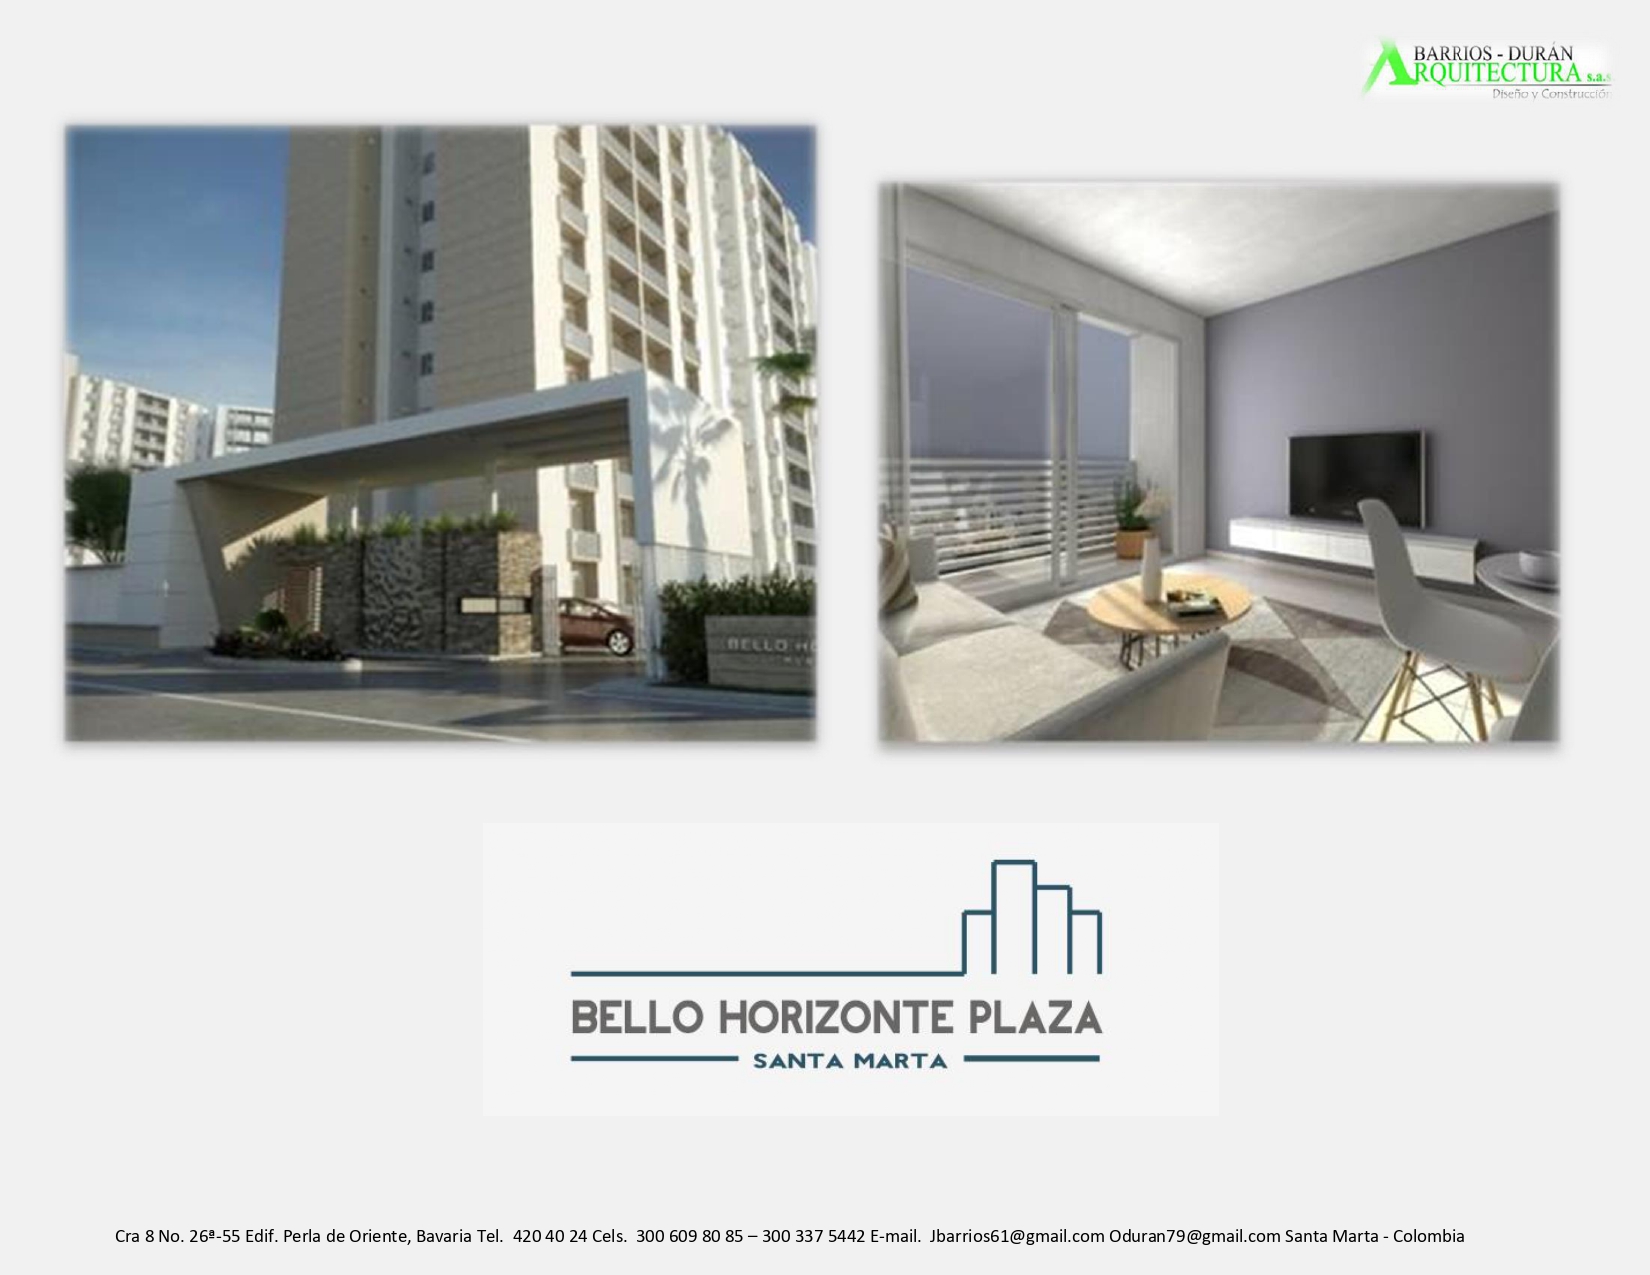 BARRIOS - DURÁN
ARQUITECTURA s.a.s
Diseño y Construcción
BELLO
BELLO HORIZONTE PLAZA
SANTA MARTA
Cra 8 No. 26ª-55 Edif. Perla de Oriente, Bavaria Tel. 420 40 24 Cels. 300 609 80 85 – 300 337 5442 E-mail. Jbarrios61@gmail.com Oduran79@gmail.com Santa Marta - Colombia